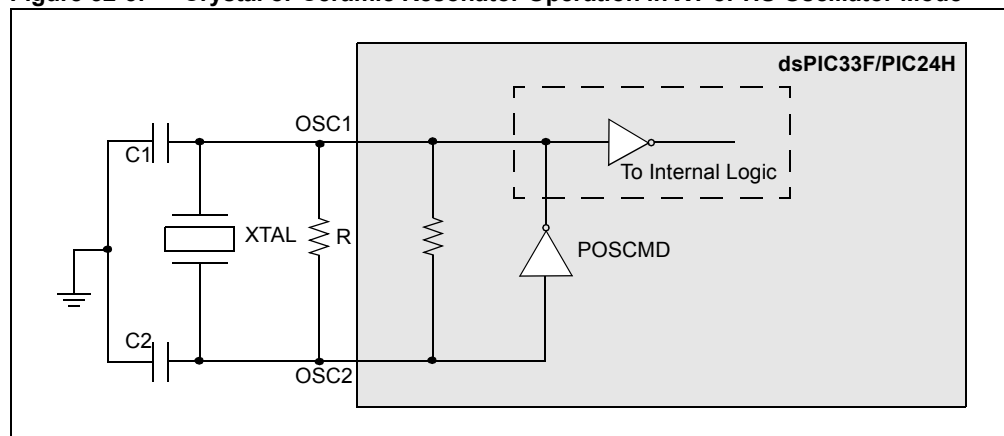 dsPIC33F/PIC24H
OSC1
C1
To Internal Logic
XTAL
R
POSCMD
C2
OSC2